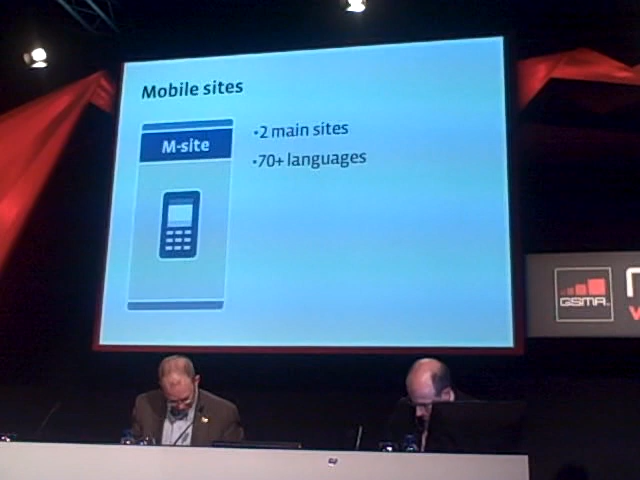 Mobile sites
M-site
•2 main sites
•70+ languages
GSMA